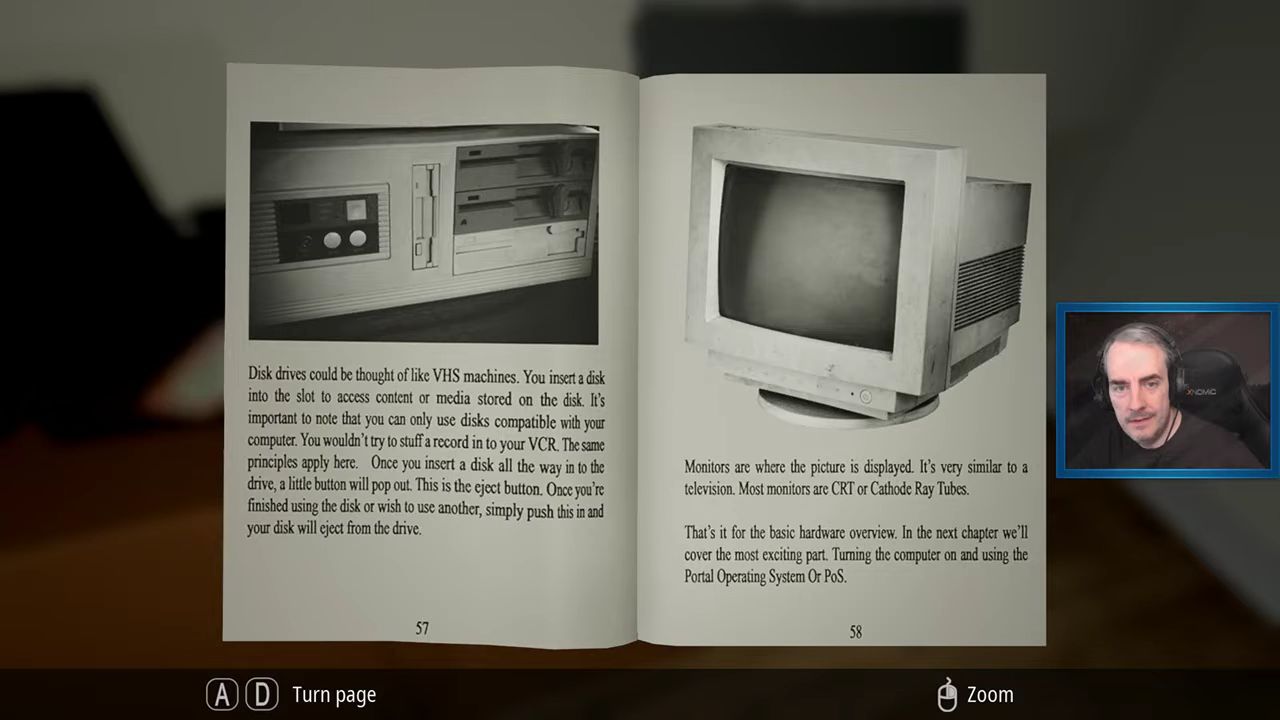 Disk drives could be thought of like VHS machines. You insert a disk
into the slot to access content or media stored on the disk. It's
important to note that you can only use disks compatible with your
computer. You wouldn't try to stuff a record in to your VCR. The same
principles apply here. Once you insert a disk all the way in to the
drive, a little button will pop out. This is the eject button. Once you're
finished using the disk or wish to use another, simply push this in and
your disk will eject from the drive.
57
Monitors are where the picture is displayed. It's very similar to a
television. Most monitors are CRT or Cathode Ray Tubes.
That's it for the basic hardware overview. In the next chapter we'll
cover the most exciting part. Turning the computer on and using the
Portal Operating System Or PoS.
58
A D Turn page
Zoom